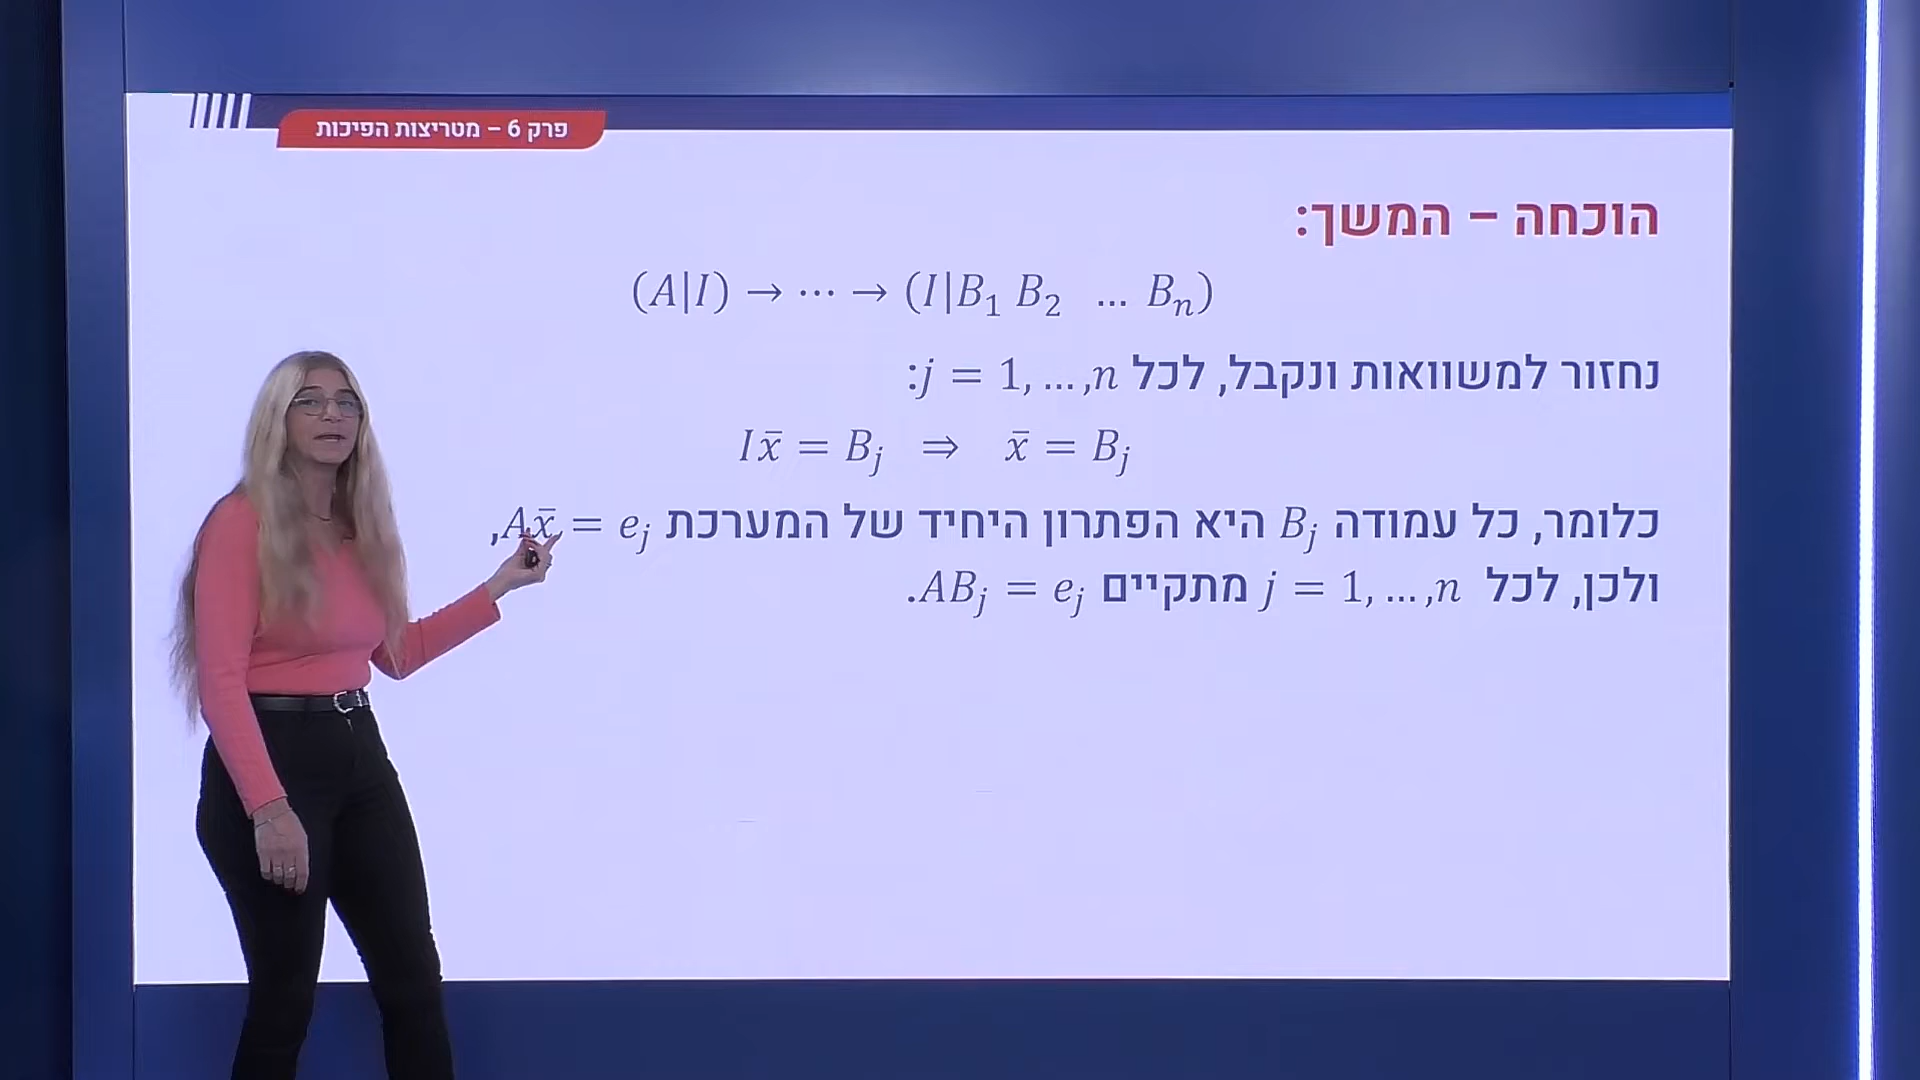 פרק 6 – מטריצות הפיכות
הוכחה – המשך:
(A|I) → ⋯ → (I|B₁ B₂ … Bₙ)
נחזור למשוואות ונקבל, לכל j = 1, … , n:
Ix̄ = Bⱼ ⇒ x̄ = Bⱼ
כלומר, כל עמודה Bⱼ היא הפתרון היחיד של המערכת Ax̄ = eⱼ,
ולכן, לכל j = 1, … , n מתקיים ABⱼ = eⱼ.